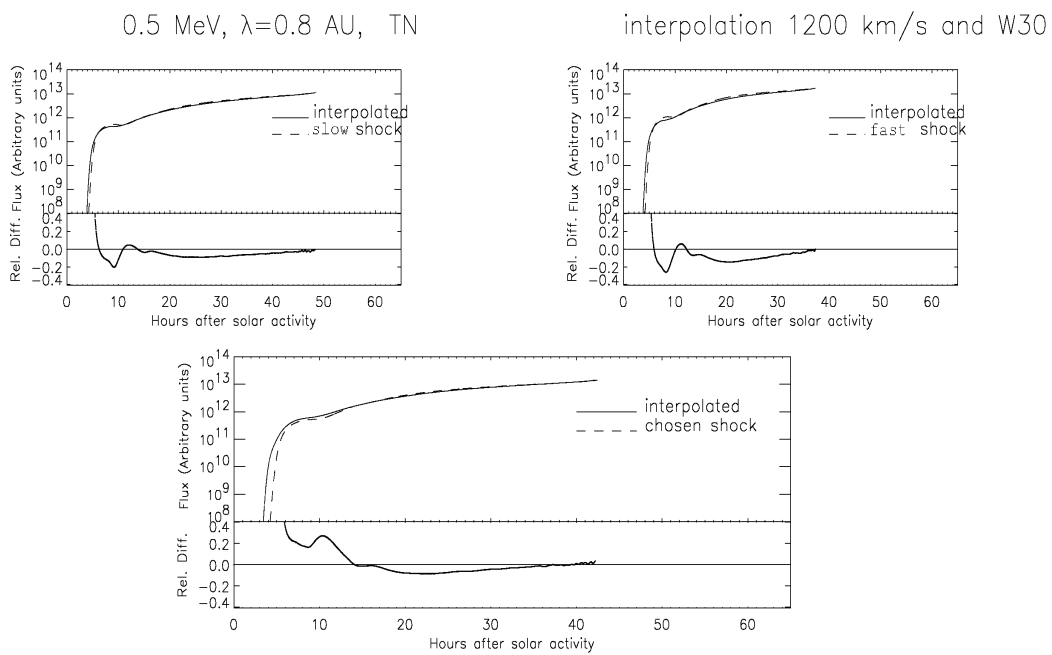 0.5 MeV, λ=0.8 AU, TN
interpolation 1200 km/s and W30
Flux (Arbitrary units)
10^14
10^13
10^12
10^11
10^10
10^9
10^8
interpolated
slow shock
Rel. Diff.
0.4
0.2
0.0
−0.2
−0.4
0 10 20 30 40 50 60
Hours after solar activity
Flux (Arbitrary units)
10^14
10^13
10^12
10^11
10^10
10^9
10^8
interpolated
fast shock
Rel. Diff.
0.4
0.2
0.0
−0.2
−0.4
0 10 20 30 40 50 60
Hours after solar activity
Flux (Arbitrary units)
10^14
10^13
10^12
10^11
10^10
10^9
10^8
interpolated
chosen shock
Rel. Diff.
0.4
0.2
0.0
−0.2
−0.4
0 10 20 30 40 50 60
Hours after solar activity